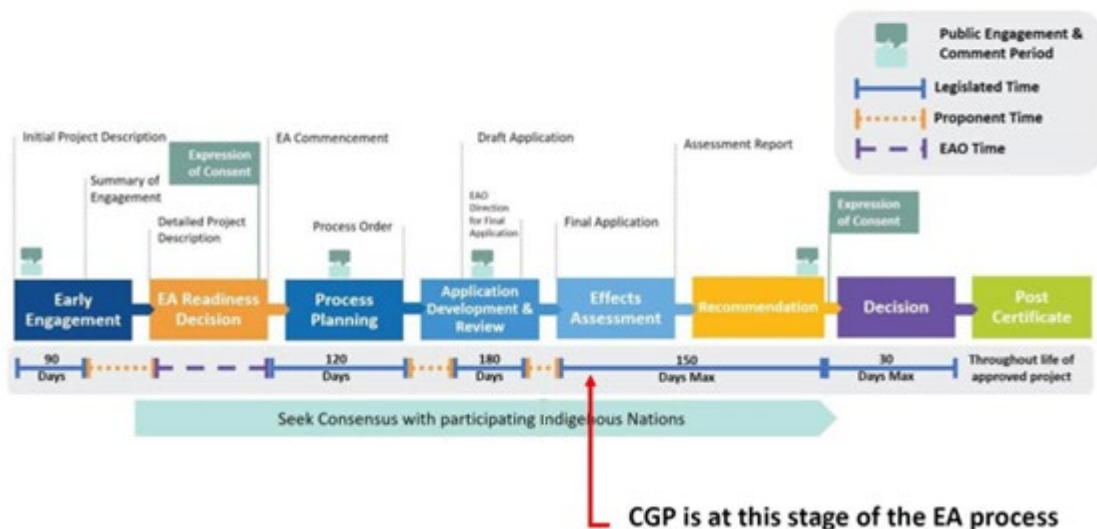 Public Engagement &
Comment Period
Legislated Time
Proponent Time
EAO Time
Initial Project Description
EA Commencement
Draft Application
Assessment Report
Expression
of Consent
Summary of
Engagement
EAO
Direction
for Final
Application
Expression
of Consent
Detailed Project
Description
Process Order
Final Application
Early
Engagement
EA Readiness
Decision
Process
Planning
Application
Development &
Review
Effects
Assessment
Recommendation
Decision
Post
Certificate
90
Days
120
Days
180
Days
150
Days Max
30
Days Max
Throughout life of
approved project
Seek Consensus with participating Indigenous Nations
CGP is at this stage of the EA process